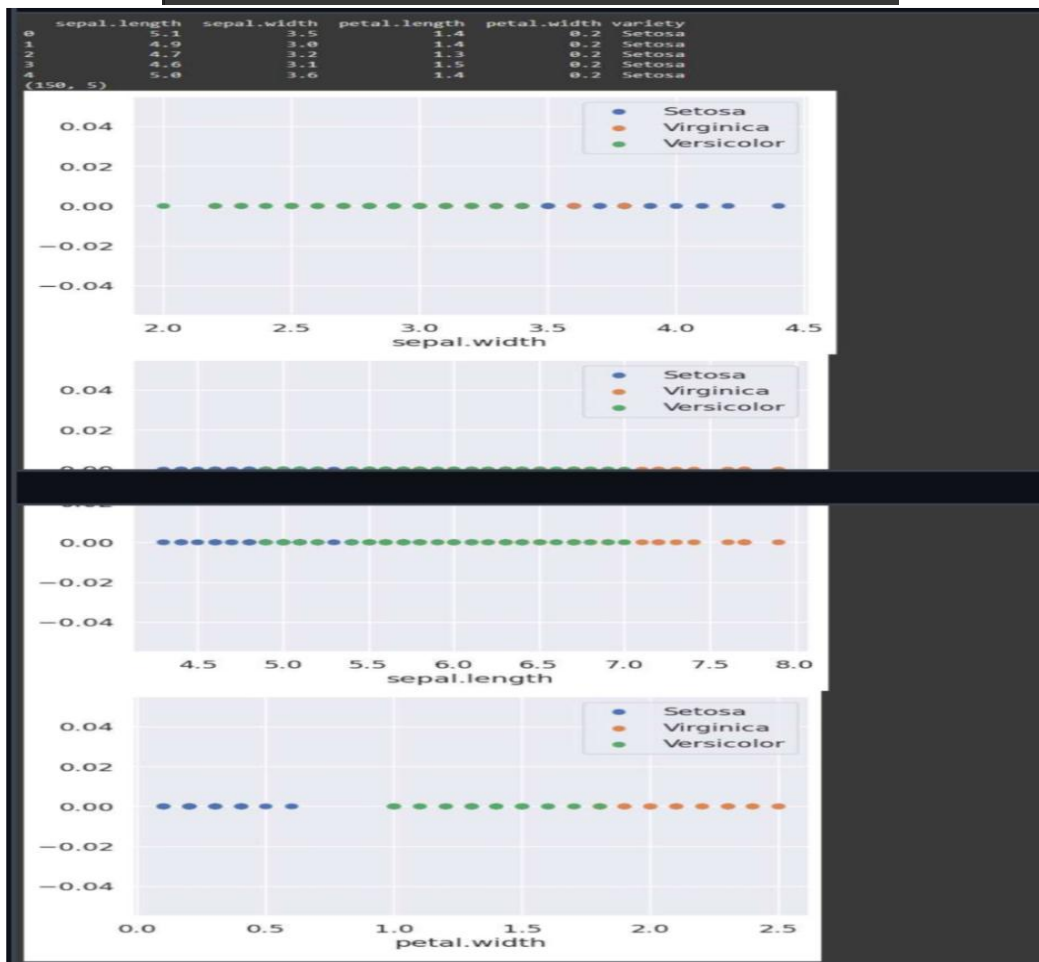 sepal.length sepal.width petal.length petal.width variety
0 5.1 3.5 1.4 0.2 Setosa
1 4.9 3.0 1.4 0.2 Setosa
2 4.7 3.2 1.3 0.2 Setosa
3 4.6 3.1 1.5 0.2 Setosa
4 5.0 3.6 1.4 0.2 Setosa
(150, 5)
Setosa
0.04 Virginica
Versicolor
0.02
0.00
−0.02
−0.04
2.0 2.5 3.0 3.5 4.0 4.5
sepal.width
Setosa
0.04 Virginica
Versicolor
0.02
0.00
−0.02
−0.04
4.5 5.0 5.5 6.0 6.5 7.0 7.5 8.0
sepal.length
Setosa
0.04 Virginica
Versicolor
0.02
0.00
−0.02
−0.04
0.0 0.5 1.0 1.5 2.0 2.5
petal.width